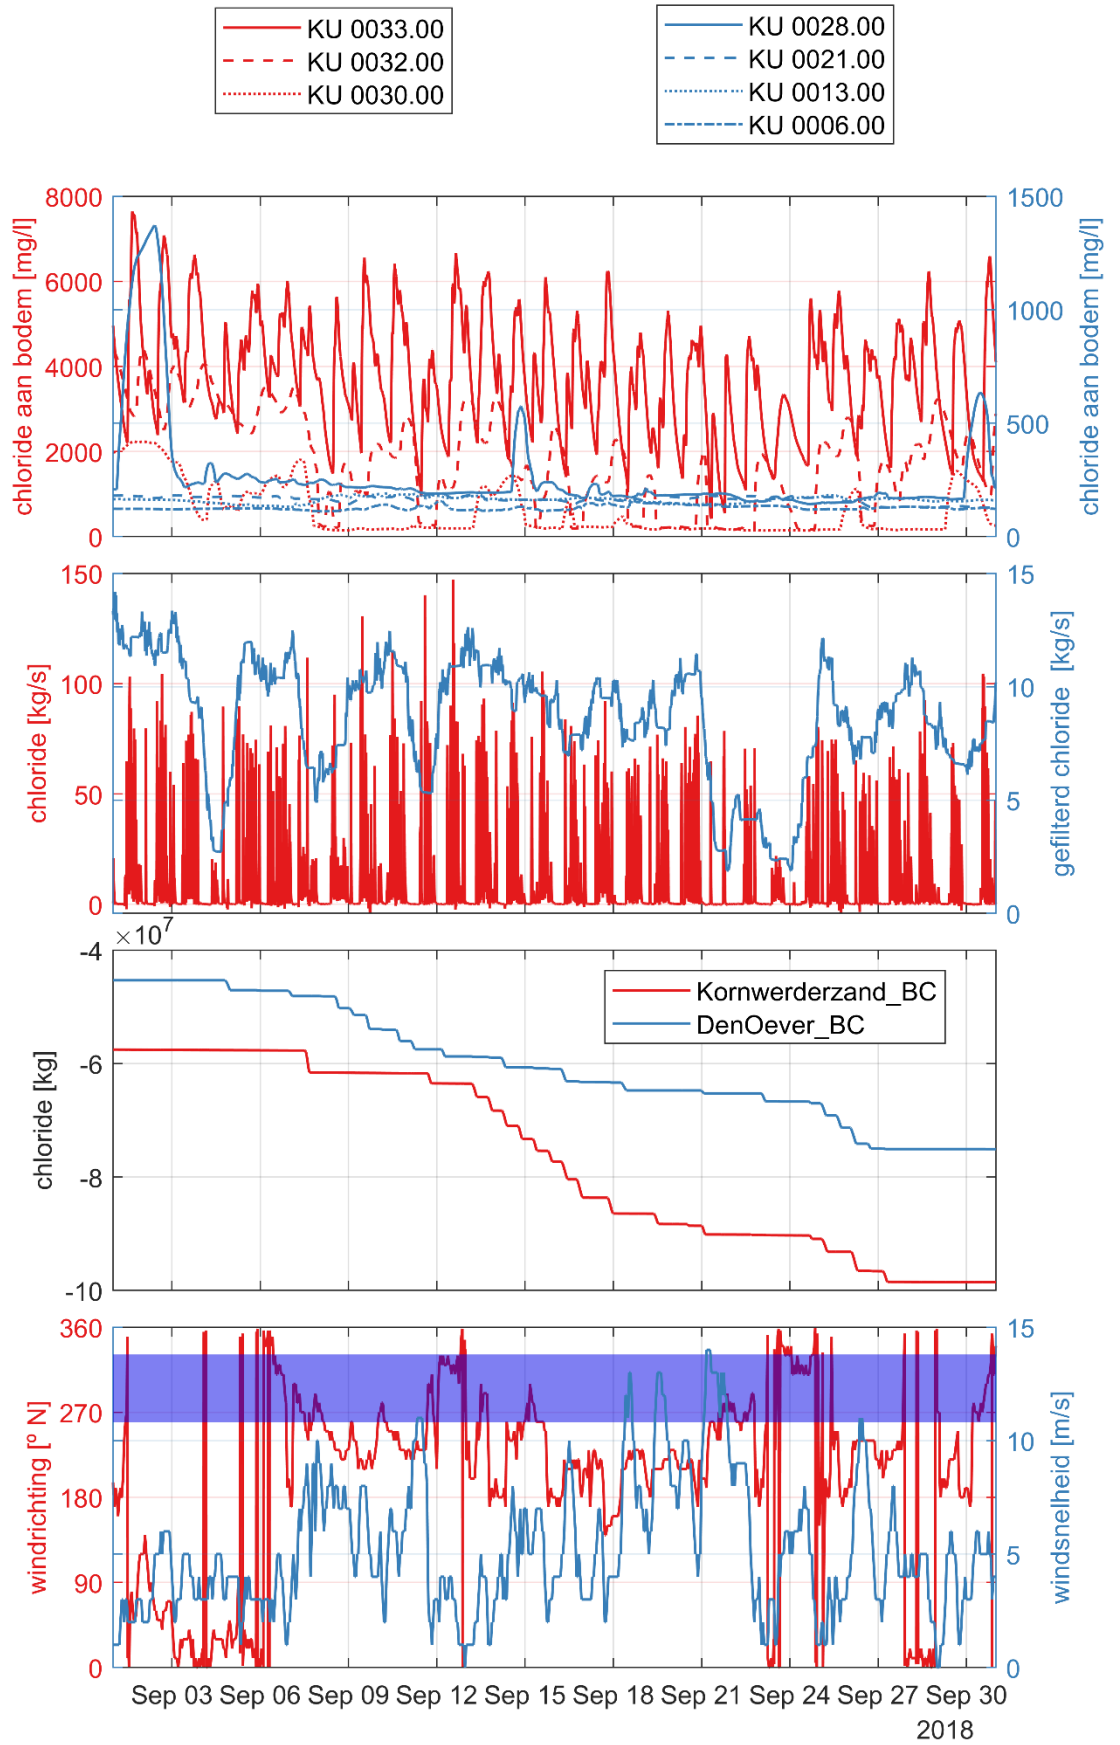 KU 0033.00
KU 0032.00
KU 0030.00
KU 0028.00
KU 0021.00
KU 0013.00
KU 0006.00
8000
6000
4000
2000
0
chloride aan bodem [mg/l]
1500
1000
500
0
chloride aan bodem [mg/l]
150
100
50
0
chloride [kg/s]
15
10
5
0
gefilterd chloride [kg/s]
×10⁷
-4
-6
-8
-10
chloride [kg]
Kornwerderzand_BC
DenOever_BC
360
270
180
90
0
windrichting [º N]
15
10
5
0
windsnelheid [m/s]
Sep 03 Sep 06 Sep 09 Sep 12 Sep 15 Sep 18 Sep 21 Sep 24 Sep 27 Sep 30
2018